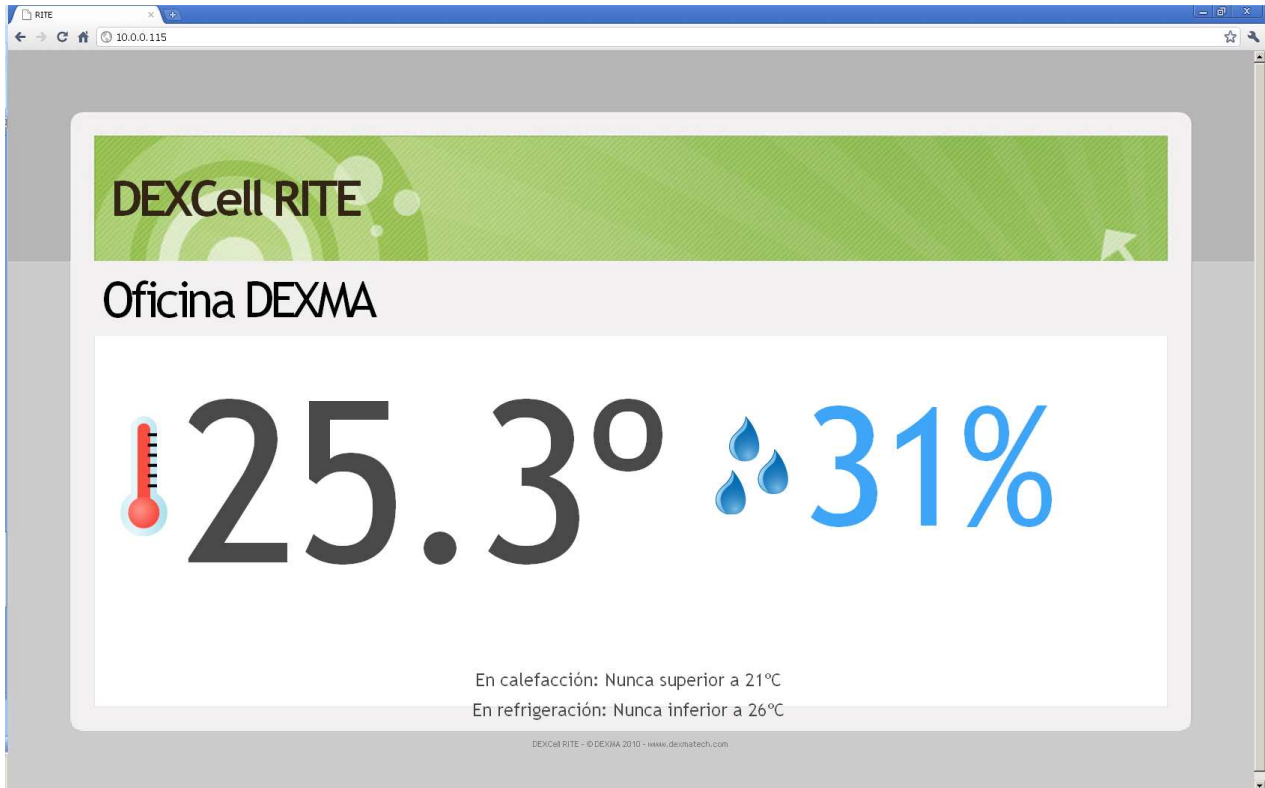 RITE
10.0.0.115
DEXCell RITE
Oficina DEXMA
25.3º 31%
En calefacción: Nunca superior a 21ºC
En refrigeración: Nunca inferior a 26ºC
DEXCell RITE - © DEXMA 2010 - www.dexmatech.com